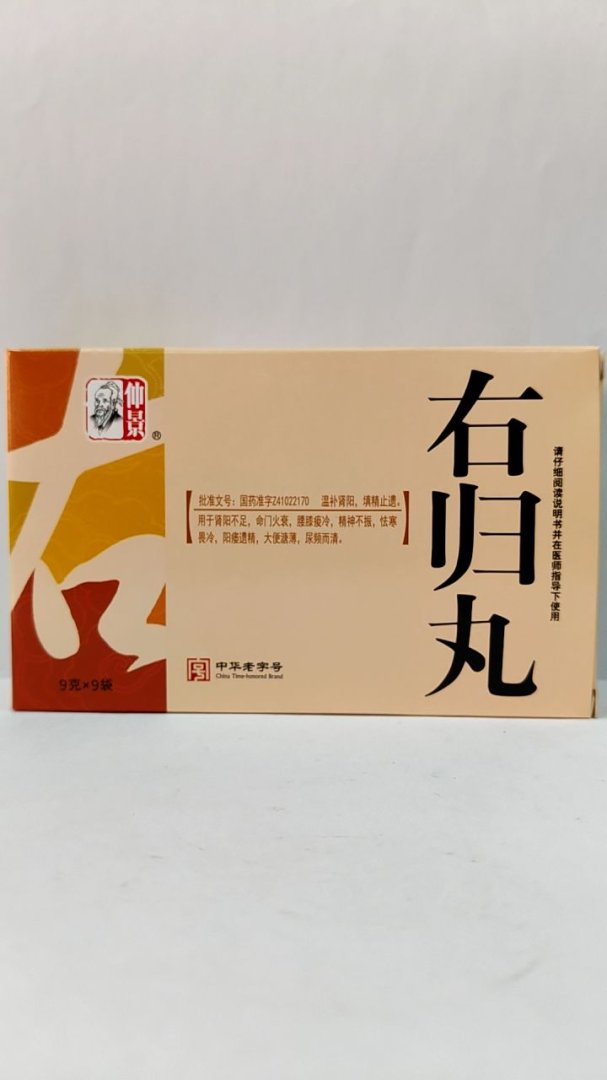 仲景
®
右归丸
请仔细阅读说明书并在医师指导下使用
批准文号：国药准字Z41022170 温补肾阳，填精止遗。
用于肾阳不足，命门火衰，腰膝痠冷，精神不振，怯寒
畏冷，阳痿遗精，大便溏薄，尿频而清。
中华老字号
China Time-honored Brand
9克×9袋